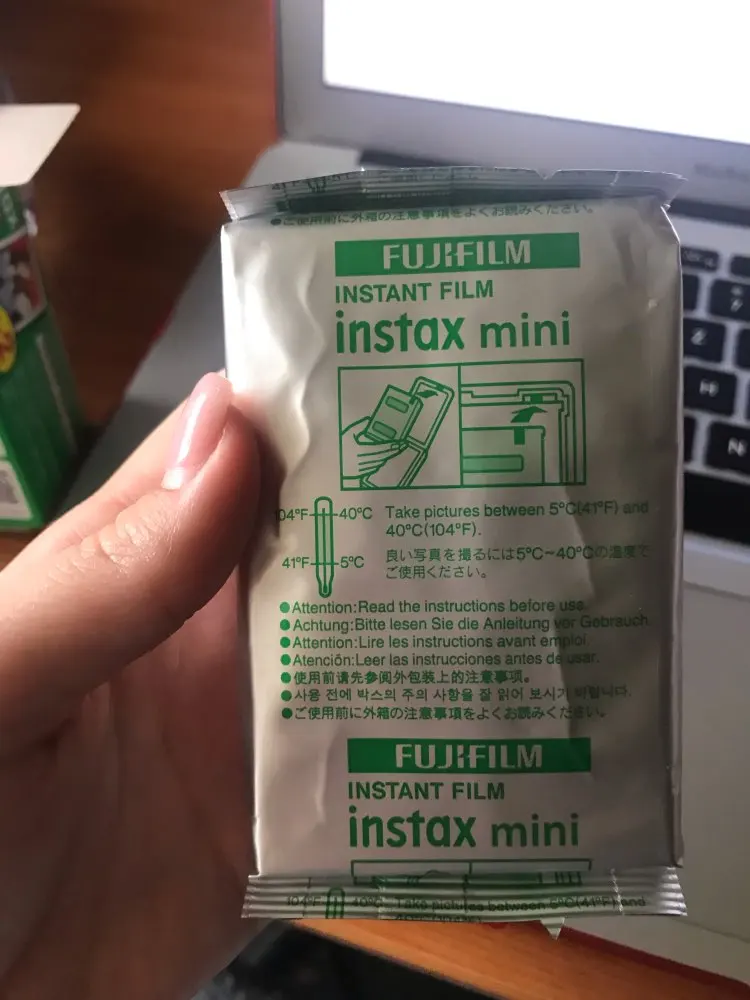 ●ご使用前に外箱の注意事項をよくお読みください。
FUJIFILM
INSTANT FILM
instax mini
104°F 40°C
Take pictures between 5°C(41°F) and
40°C(104°F).
41°F 5°C
良い写真を撮るには5°C~40°Cの温度で
ご使用ください。
●Attention:Read the instructions before use.
●Achtung:Bitte lesen Sie die Anleitung vor Gebrauch.
●Attention:Lire les instructions avant emploi.
●Atención:Leer las instrucciones antes de usar.
●使用前请先参阅外包装上的注意事项。
●사용 전에 박스의 주의 사항을 잘 읽어 보시기 바랍니다.
●ご使用前に外箱の注意事項をよくお読みください。
FUJIFILM
INSTANT FILM
instax mini
104°F 40°C Take pictures between 5°C(41°F) and
Z
H
N